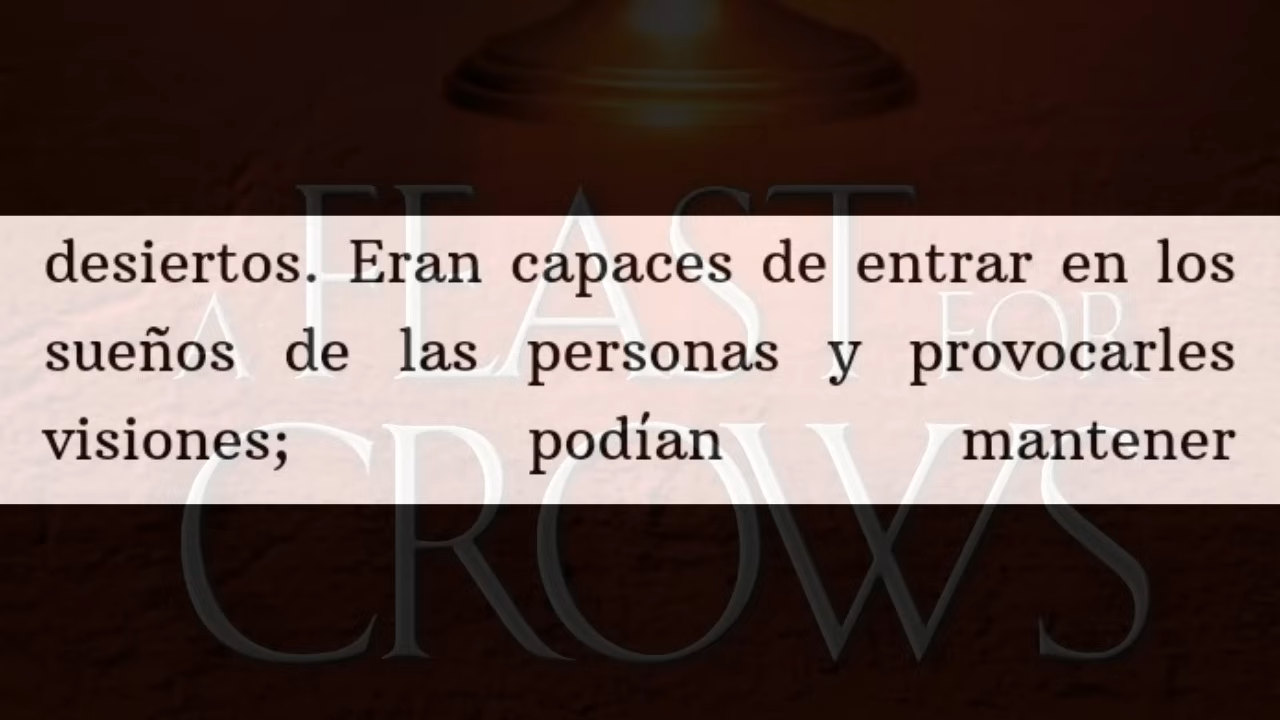 A FEAST FOR
desiertos. Eran capaces de entrar en los
sueños de las personas y provocarles
visiones; podían mantener
CROWS